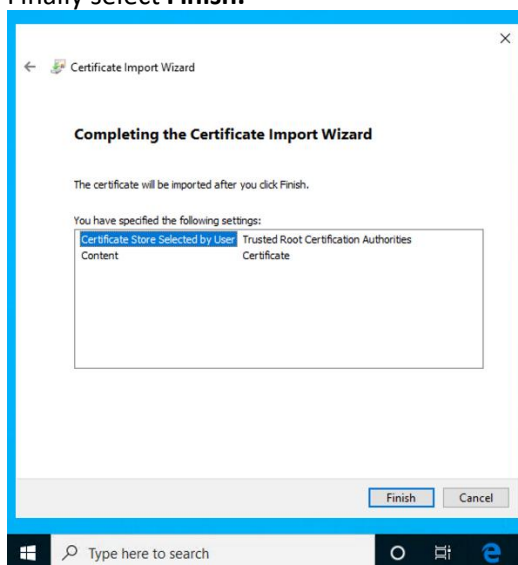 Finally select Finish.
Certificate Import Wizard
Completing the Certificate Import Wizard
The certificate will be imported after you click Finish.
You have specified the following settings:
Certificate Store Selected by User Trusted Root Certification Authorities
Content Certificate
Finish Cancel
Type here to search